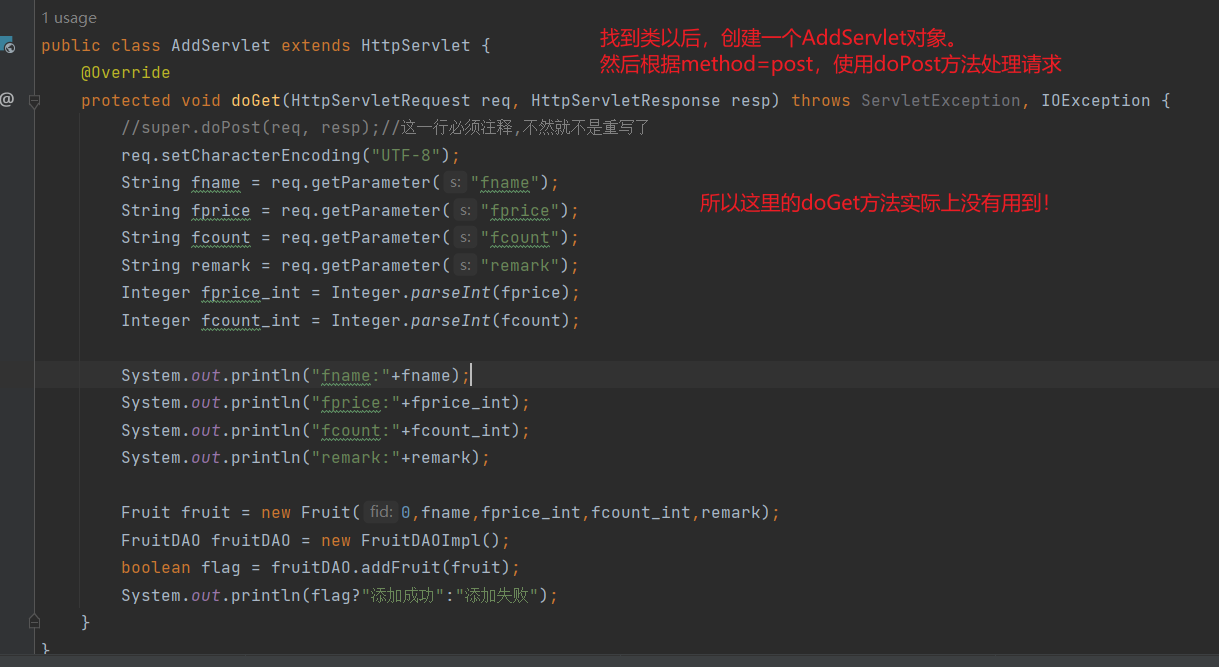 1 usage
public class AddServlet extends HttpServlet {
找到类以后，创建一个AddServlet对象。
@Override
然后根据method=post，使用doPost方法处理请求
@
protected void doGet(HttpServletRequest req, HttpServletResponse resp) throws ServletException, IOException {
//super.doPost(req, resp);//这一行必须注释,不然就不是重写了
req.setCharacterEncoding("UTF-8");
String fname = req.getParameter( s: "fname");
所以这里的doGet方法实际上没有用到！
String fprice = req.getParameter( s: "fprice");
String fcount = req.getParameter( s: "fcount");
String remark = req.getParameter( s: "remark");
Integer fprice_int = Integer.parseInt(fprice);
Integer fcount_int = Integer.parseInt(fcount);
System.out.println("fname:"+fname);
System.out.println("fprice:"+fprice_int);
System.out.println("fcount:"+fcount_int);
System.out.println("remark:"+remark);
Fruit fruit = new Fruit( fid: 0,fname,fprice_int,fcount_int,remark);
FruitDAO fruitDAO = new FruitDAOImpl();
boolean flag = fruitDAO.addFruit(fruit);
System.out.println(flag?"添加成功":"添加失败");
}
}